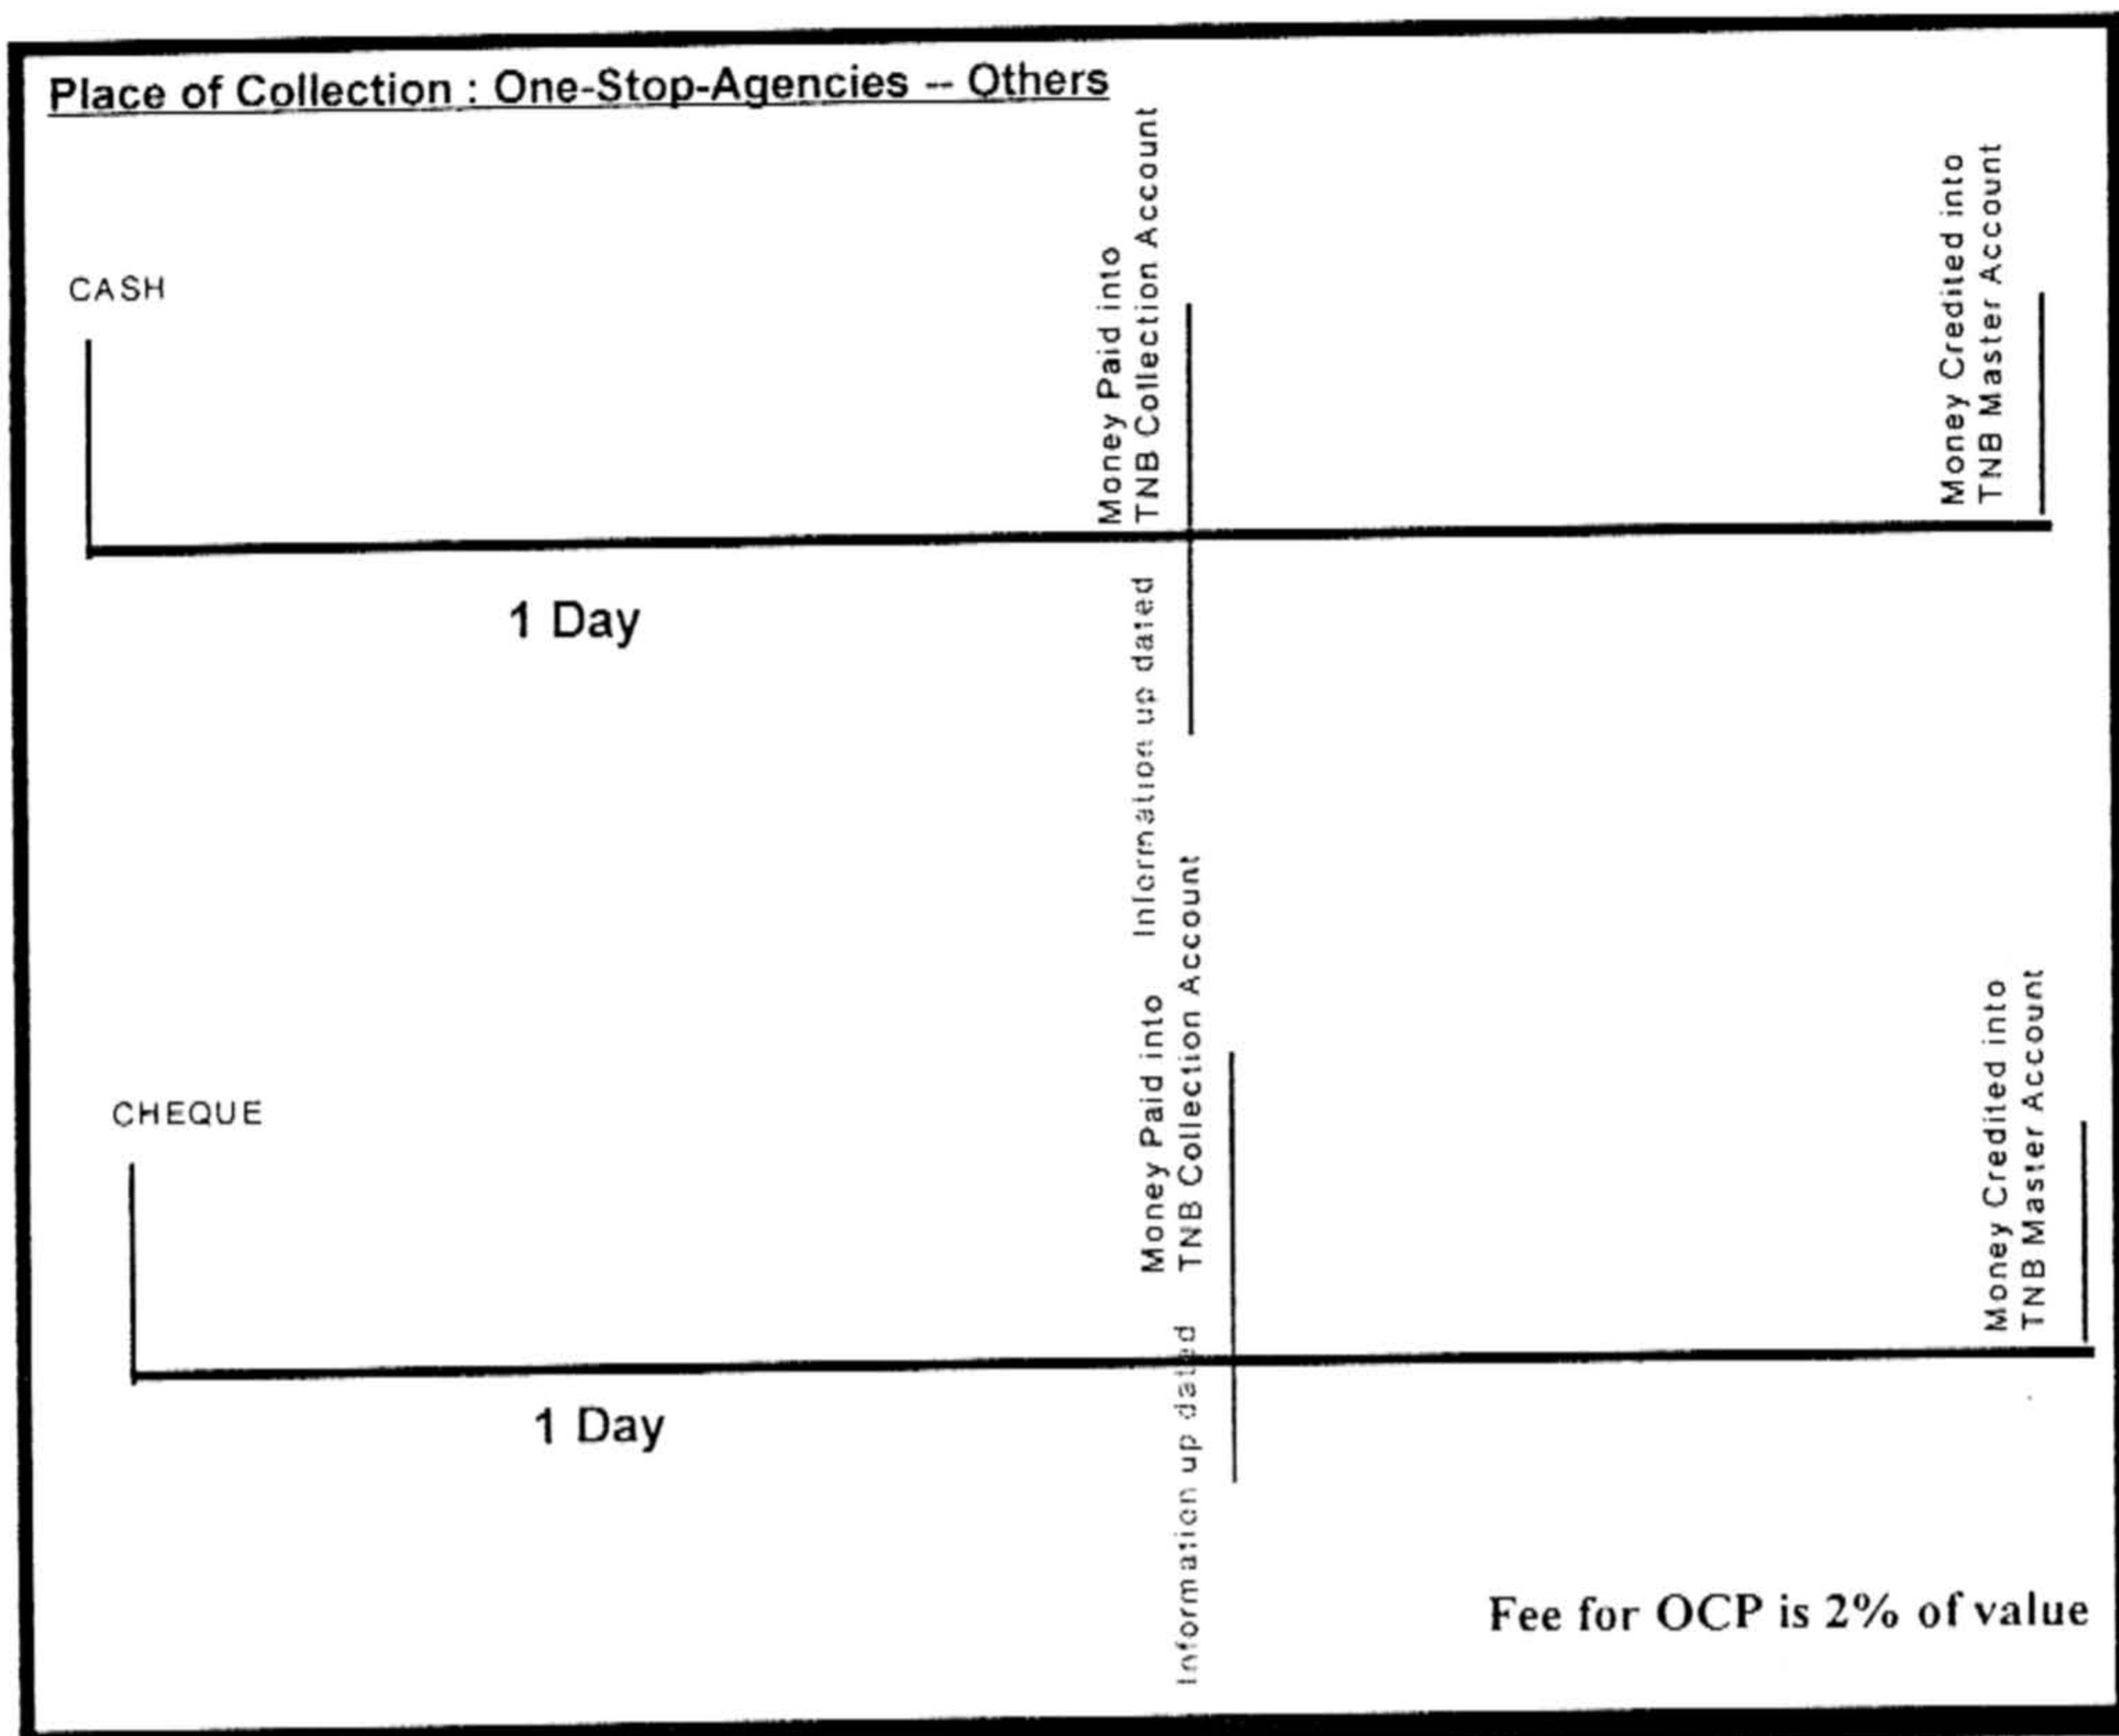 Place of Collection : One-Stop-Agencies -- Others
CASH
Money Paid into
TNB Collection Account
Money Credited into
TNB Master Account
1 Day
Information up dated
CHEQUE
Money Paid into
TNB Collection Account
Money Credited into
TNB Master Account
1 Day
Information up dated
Fee for OCP is 2% of value